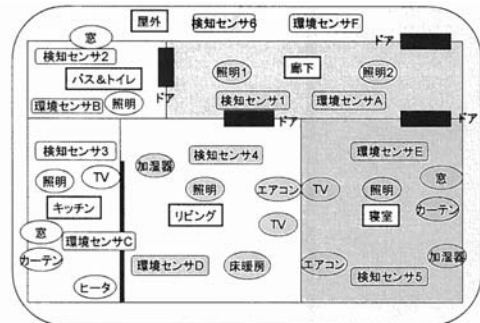 屋外
検知センサ6
環境センサF
窓
検知センサ2
バス&トイレ
環境センサB
照明
ドア
照明1
廊下
照明2
検知センサ1
環境センサA
ドア
ドア
ドア
検知センサ3
照明
TV
キッチン
窓
環境センサC
カーテン
ヒータ
加湿器
検知センサ4
照明
エアコン
リビング
TV
環境センサD
床暖房
環境センサE
TV
照明
窓
カーテン
寝室
エアコン
加湿器
検知センサ5